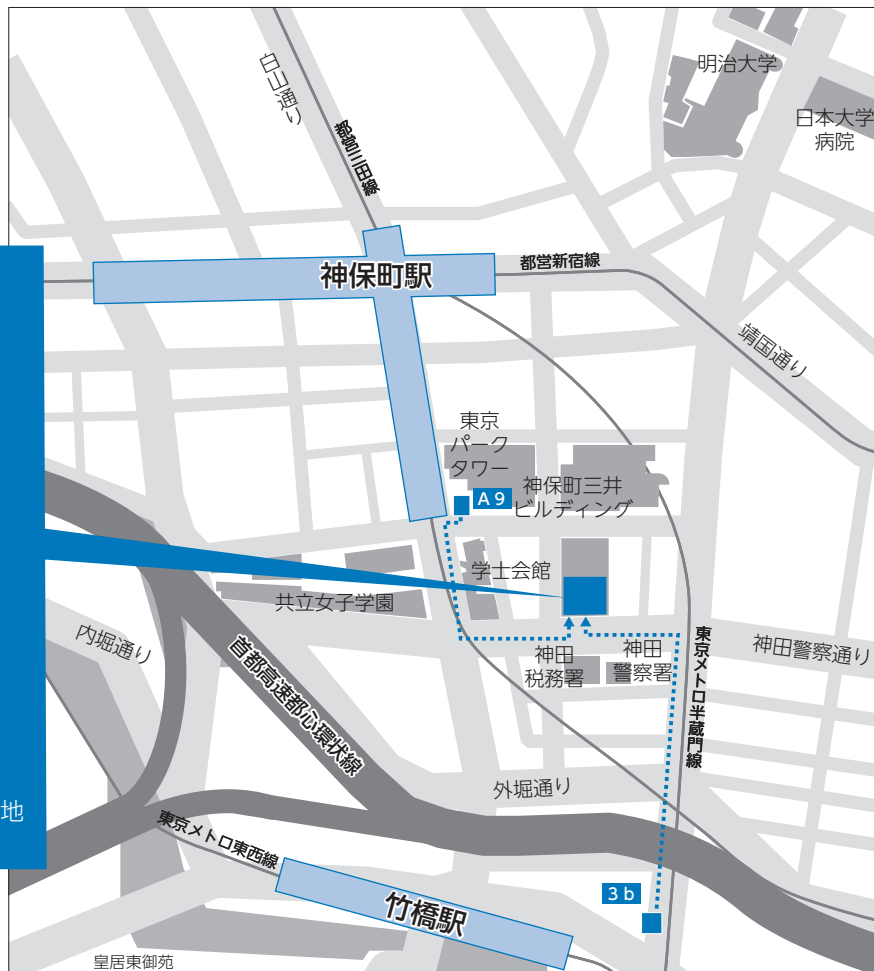 明治大学
日本大学
病院
白山通り
都営三田線
神保町駅
都営新宿線
靖国通り
東京
パーク
タワー
A9
神保町三井
ビルディング
学士会館
共立女子学園
内堀通り
首都高速都心環状線
神田
税務署
神田
警察署
東京メトロ半蔵門線
神田警察通り
外堀通り
地
東京メトロ東西線
竹橋駅
3b
皇居東御苑